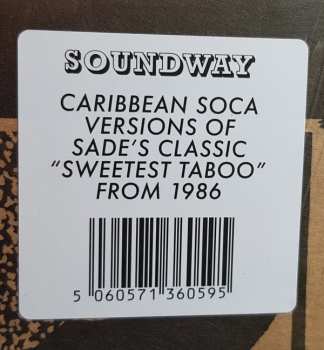 SOUNDWAY
CARIBBEAN SOCA
VERSIONS OF
SADE'S CLASSIC
"SWEETEST TABOO"
FROM 1986
5 060571 360595